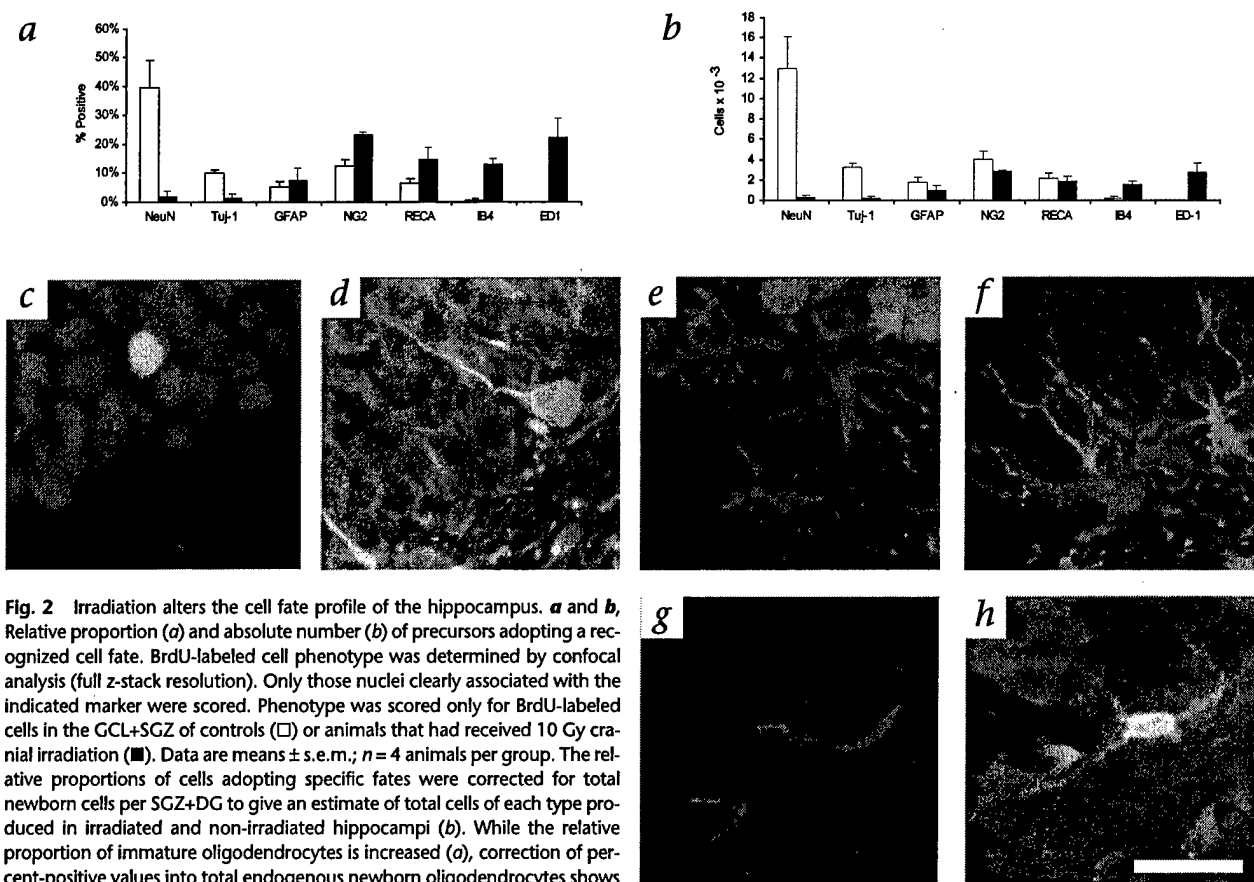 a
60%
50%
40%
30%
20%
10%
0%
% Positive
NeuN Tuj-1 GFAP NG2 RECA IB4 ED1
b
18
16
14
12
10
8
6
4
2
0
Cells x 10 -3
NeuN Tuj-1 GFAP NG2 RECA IB4 ED-1
c
d
e
f
Fig. 2 Irradiation alters the cell fate profile of the hippocampus. a and b,
Relative proportion (a) and absolute number (b) of precursors adopting a rec-
ognized cell fate. BrdU-labeled cell phenotype was determined by confocal
analysis (full z-stack resolution). Only those nuclei clearly associated with the
indicated marker were scored. Phenotype was scored only for BrdU-labeled
cells in the GCL+SGZ of controls (□) or animals that had received 10 Gy cra-
nial irradiation (■). Data are means ± s.e.m.; n = 4 animals per group. The rel-
ative proportions of cells adopting specific fates were corrected for total
newborn cells per SGZ+DG to give an estimate of total cells of each type pro-
duced in irradiated and non-irradiated hippocampi (b). While the relative
proportion of immature oligodendrocytes is increased (a), correction of per-
cent-positive values into total endogenous newborn oligodendrocytes shows
g
h